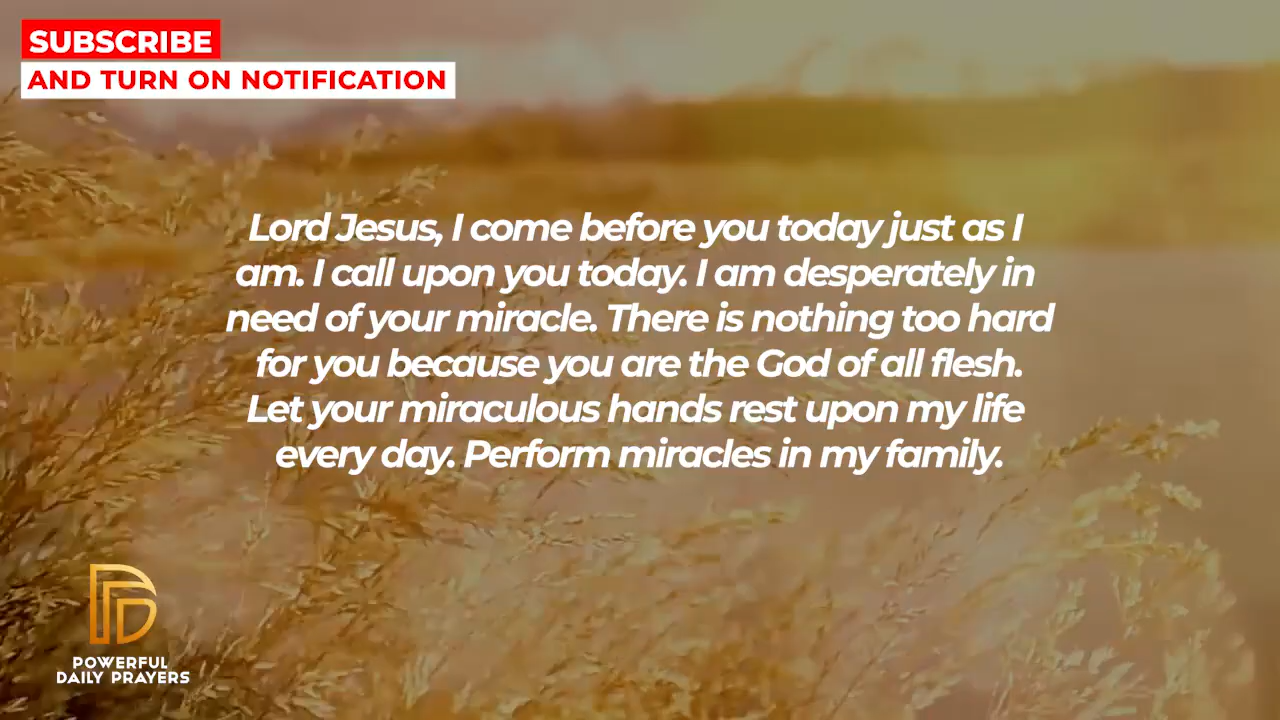 SUBSCRIBE
AND TURN ON NOTIFICATION
Lord Jesus, I come before you today just as I
am. I call upon you today. I am desperately in
need of your miracle. There is nothing too hard
for you because you are the God of all flesh.
Let your miraculous hands rest upon my life
every day. Perform miracles in my family.
POWERFUL
DAILY PRAYERS